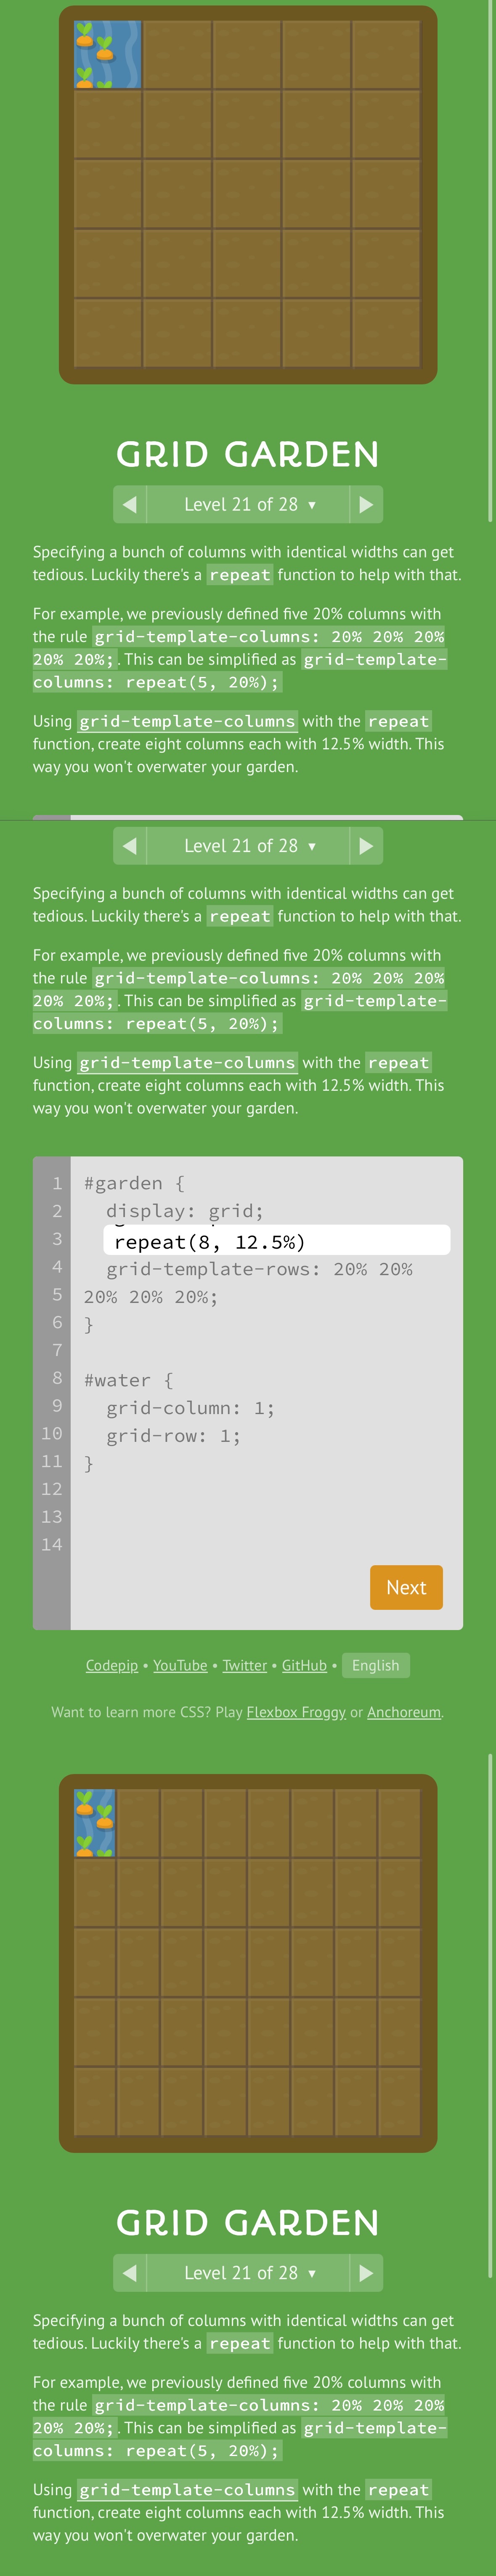 GRID GARDEN
◀ Level 21 of 28 ▼ ▶
Specifying a bunch of columns with identical widths can get
tedious. Luckily there's a repeat function to help with that.
For example, we previously defined five 20% columns with
the rule grid-template-columns: 20% 20% 20%
20% 20%;. This can be simplified as grid-template-
columns: repeat(5, 20%);
Using grid-template-columns with the repeat
function, create eight columns each with 12.5% width. This
way you won't overwater your garden.
◀ Level 21 of 28 ▼ ▶
Specifying a bunch of columns with identical widths can get
tedious. Luckily there's a repeat function to help with that.
For example, we previously defined five 20% columns with
the rule grid-template-columns: 20% 20% 20%
20% 20%;. This can be simplified as grid-template-
columns: repeat(5, 20%);
Using grid-template-columns with the repeat
function, create eight columns each with 12.5% width. This
way you won't overwater your garden.
1 #garden {
2 display: grid;
3 repeat(8, 12.5%)
4 grid-template-rows: 20% 20%
5 20% 20% 20%;
6 }
7
8 #water {
9 grid-column: 1;
10 grid-row: 1;
11 }
12
13
14
Next
Codepip • YouTube • Twitter • GitHub • English
Want to learn more CSS? Play Flexbox Froggy or Anchoreum.
GRID GARDEN
◀ Level 21 of 28 ▼ ▶
Specifying a bunch of columns with identical widths can get
tedious. Luckily there's a repeat function to help with that.
For example, we previously defined five 20% columns with
the rule grid-template-columns: 20% 20% 20%
20% 20%;. This can be simplified as grid-template-
columns: repeat(5, 20%);
Using grid-template-columns with the repeat
function, create eight columns each with 12.5% width. This
way you won't overwater your garden.